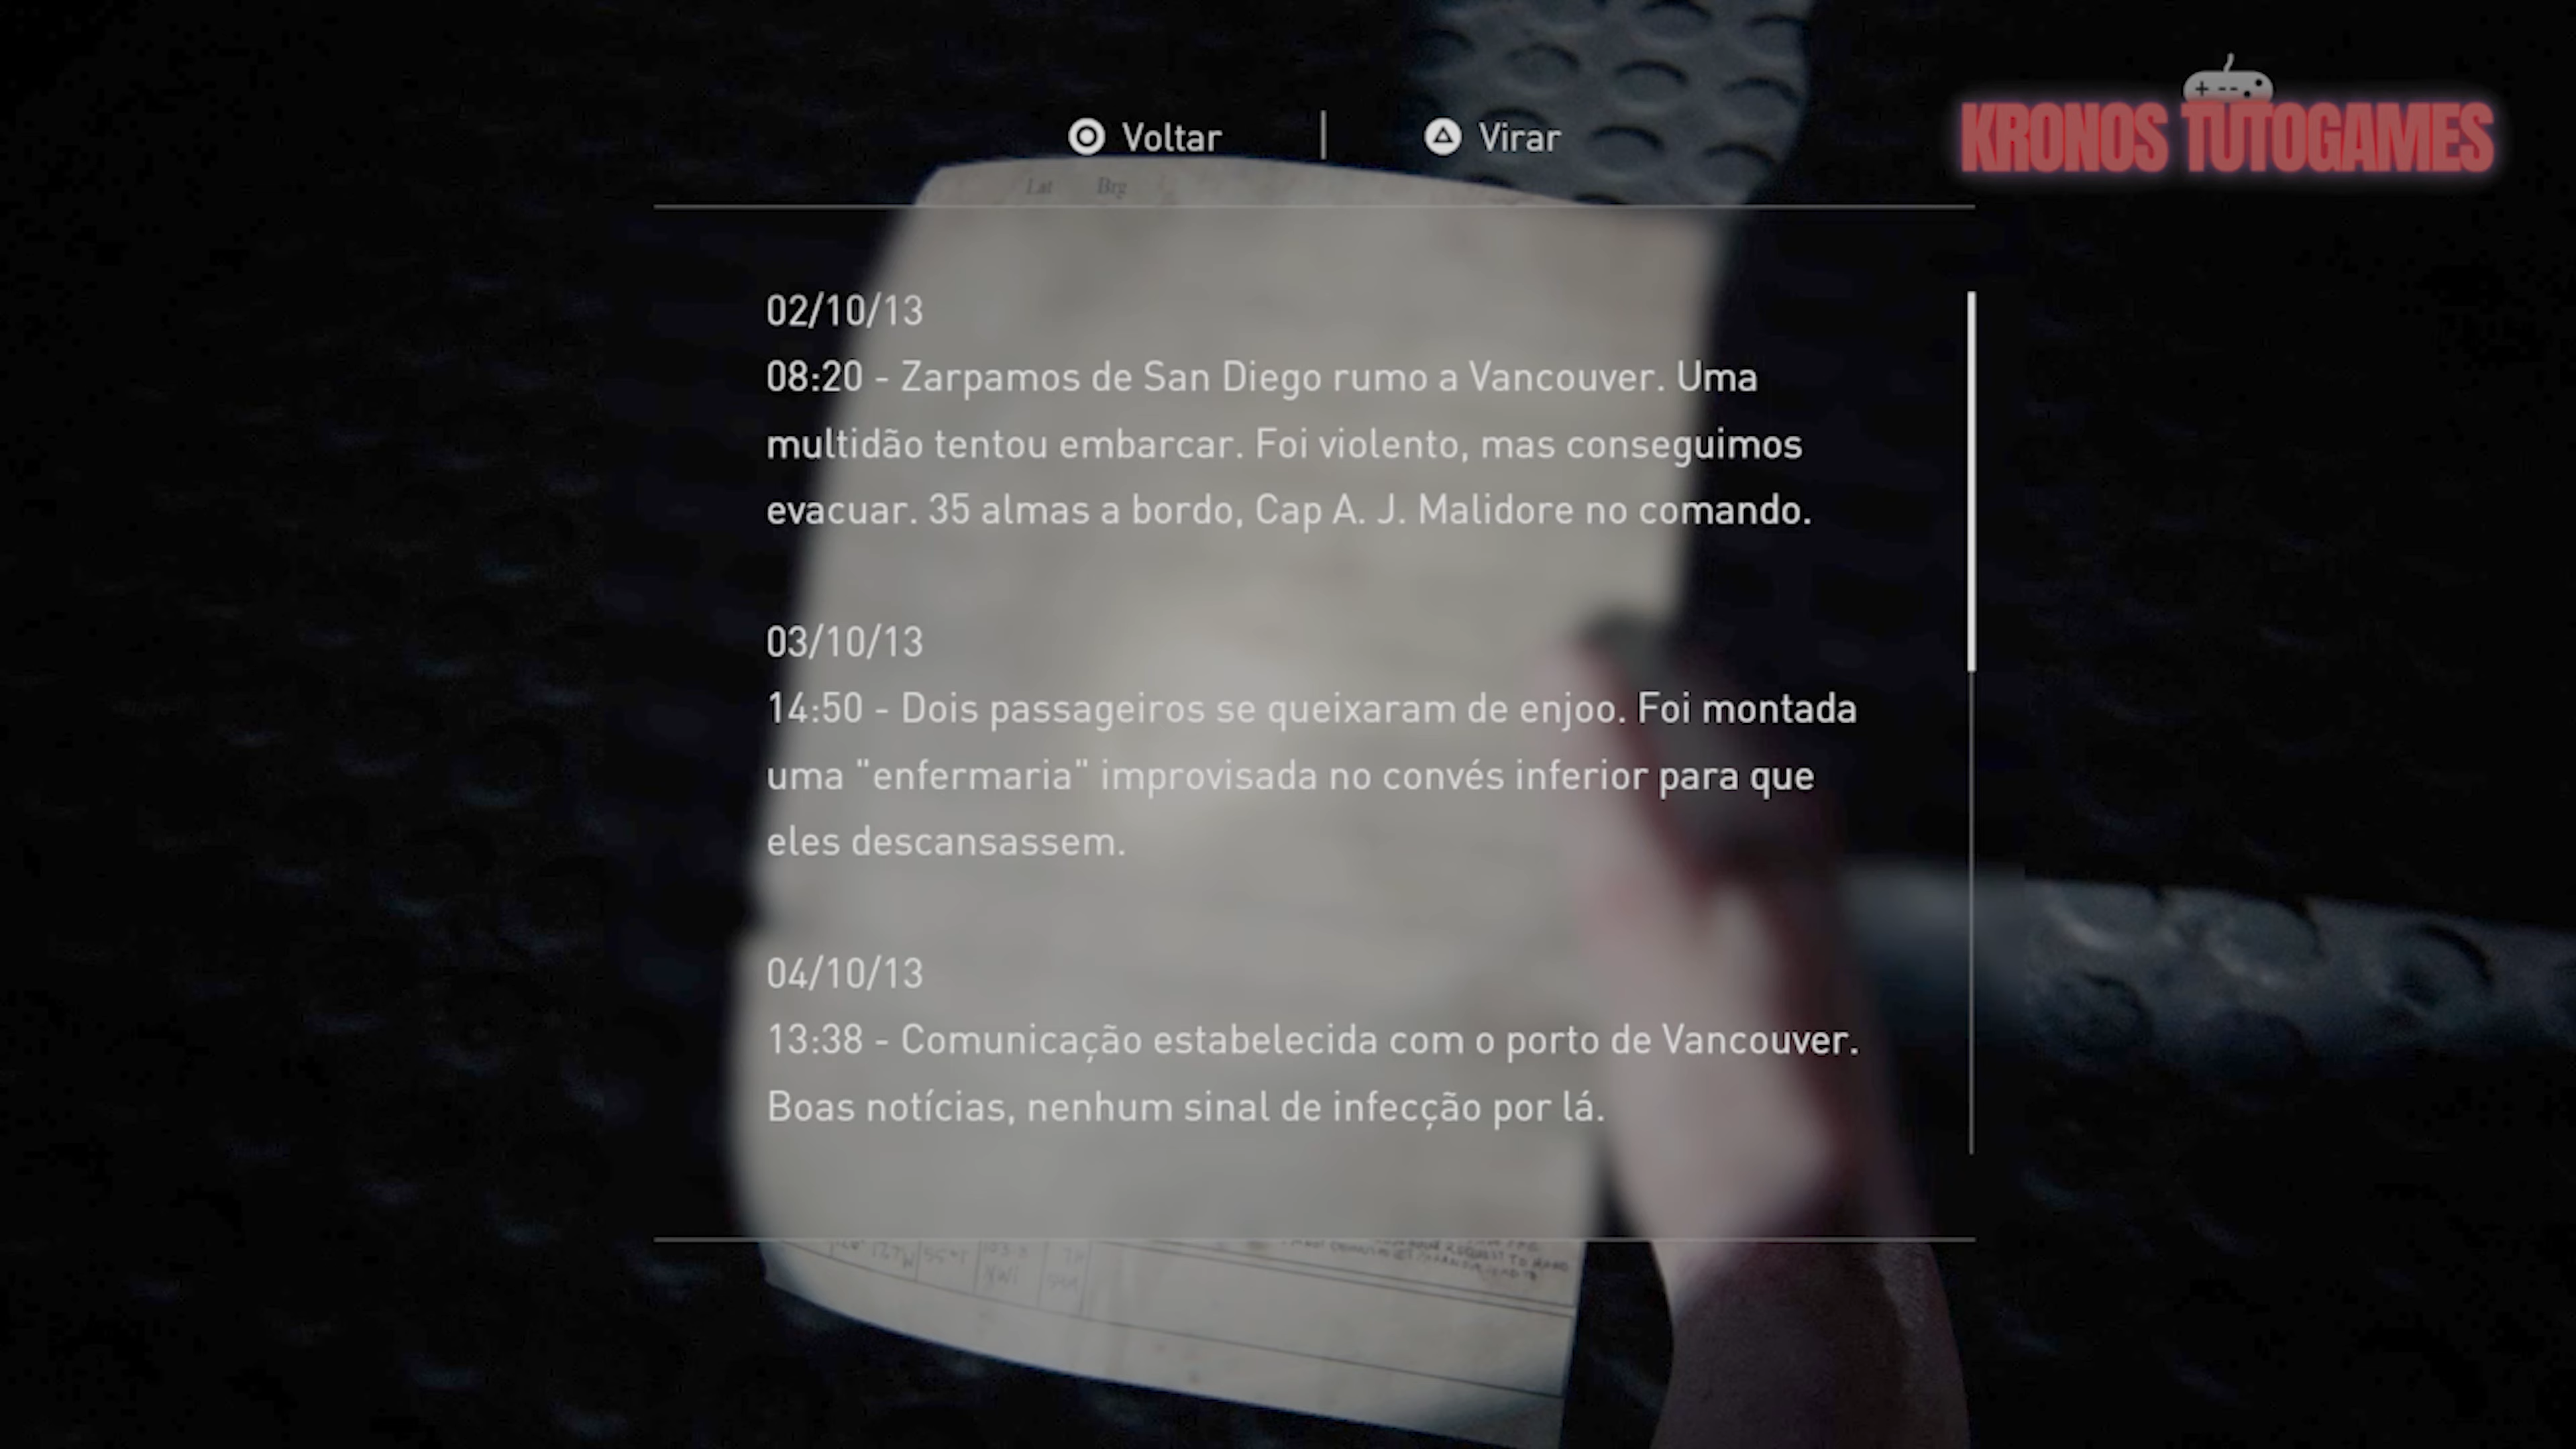 Voltar | Virar
KRONOS TUTOGAMES
Lat Brg
02/10/13
08:20 - Zarpamos de San Diego rumo a Vancouver. Uma
multidão tentou embarcar. Foi violento, mas conseguimos
evacuar. 35 almas a bordo, Cap A. J. Malidore no comando.
03/10/13
14:50 - Dois passageiros se queixaram de enjoo. Foi montada
uma "enfermaria" improvisada no convés inferior para que
eles descansassem.
04/10/13
13:38 - Comunicação estabelecida com o porto de Vancouver.
Boas notícias, nenhum sinal de infecção por lá.